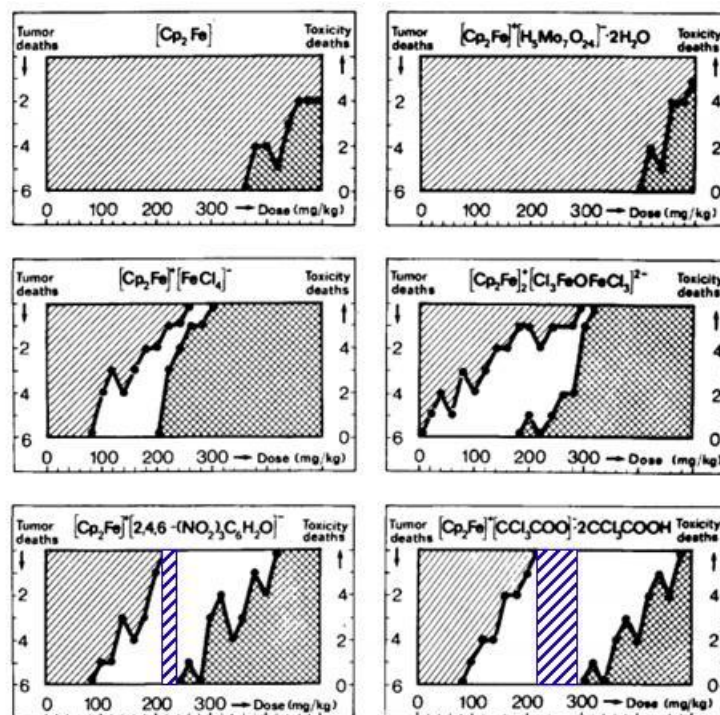 Tumor deaths
[Cp₂Fe]
Toxicity deaths
2 4
4 2
6 0
0 100 200 300 → Dose (mg/kg)
Tumor deaths
[Cp₂Fe]⁺[H₅Mo₇O₂₄]⁻·2H₂O
Toxicity deaths
2 4
4 2
6 0
0 100 200 300 → Dose (mg/kg)
Tumor deaths
[Cp₂Fe]⁺[FeCl₄]⁻
Toxicity deaths
2 4
4 2
6 0
0 100 200 300 → Dose (mg/kg)
Tumor deaths
[Cp₂Fe]₂⁺[Cl₃FeOFeCl₃]²⁻
Toxicity deaths
2 4
4 2
6 0
0 100 200 300 → Dose (mg/kg)
Tumor deaths
[Cp₂Fe]⁺[2,4,6-(NO₂)₃C₆H₂O]⁻
Toxicity deaths
2 4
4 2
6 0
0 100 200 300 → Dose (mg/kg)
Tumor deaths
[Cp₂Fe]⁺[CCl₃COO]⁻·2CCl₃COOH
Toxicity deaths
2 4
4 2
6 0
0 100 200 300 → Dose (mg/kg)